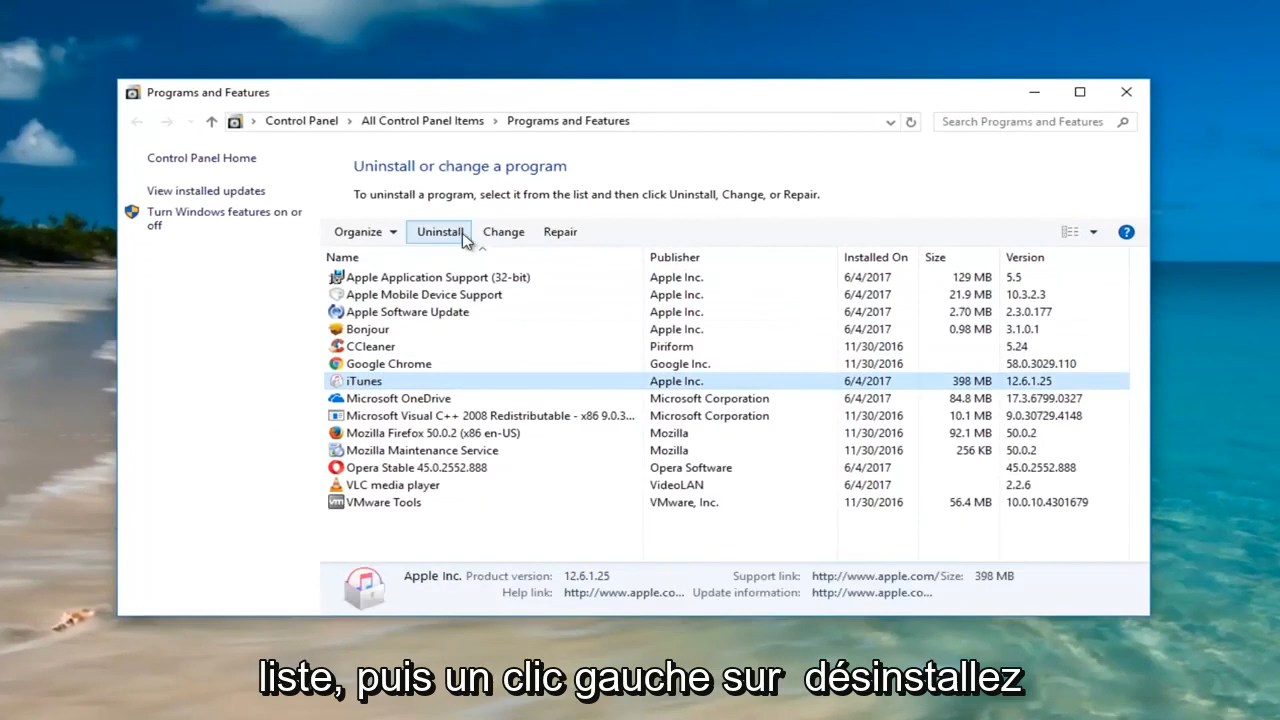 Programs and Features
Control Panel > All Control Panel Items > Programs and Features
Search Programs and Features
Control Panel Home
View installed updates
Turn Windows features on or
off
Uninstall or change a program
To uninstall a program, select it from the list and then click Uninstall, Change, or Repair.
Organize Uninstall Change Repair
Name Publisher Installed On Size Version
Apple Application Support (32-bit) Apple Inc. 6/4/2017 129 MB 5.5
Apple Mobile Device Support Apple Inc. 6/4/2017 21.9 MB 10.3.2.3
Apple Software Update Apple Inc. 6/4/2017 2.70 MB 2.3.0.177
Bonjour Apple Inc. 6/4/2017 0.98 MB 3.1.0.1
CCleaner Piriform 11/30/2016 5.24
Google Chrome Google Inc. 11/30/2016 58.0.3029.110
iTunes Apple Inc. 6/4/2017 398 MB 12.6.1.25
Microsoft OneDrive Microsoft Corporation 6/4/2017 84.8 MB 17.3.6799.0327
Microsoft Visual C++ 2008 Redistributable - x86 9.0.3... Microsoft Corporation 11/30/2016 10.1 MB 9.0.30729.4148
Mozilla Firefox 50.0.2 (x86 en-US) Mozilla 11/30/2016 92.1 MB 50.0.2
Mozilla Maintenance Service Mozilla 11/30/2016 256 KB 50.0.2
Opera Stable 45.0.2552.888 Opera Software 6/4/2017 45.0.2552.888
VLC media player VideoLAN 6/4/2017 2.2.6
VMware Tools VMware, Inc. 11/30/2016 56.4 MB 10.0.10.4301679
Apple Inc. Product version: 12.6.1.25 Support link: http://www.apple.com/ Size: 398 MB
Help link: http://www.apple.co... Update information: http://www.apple.co...
liste, puis un clic gauche sur désinstallez